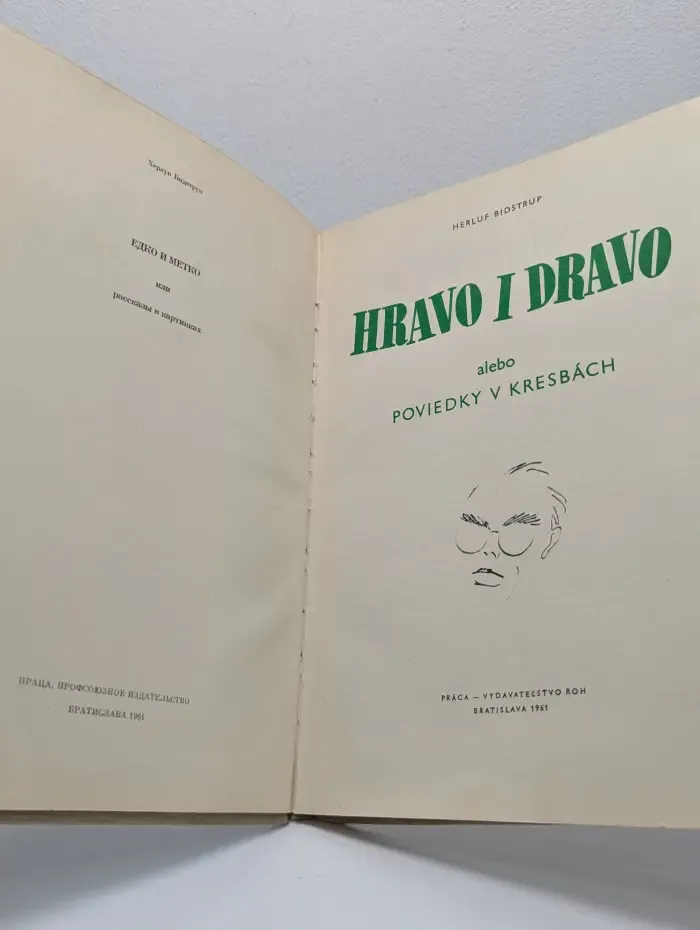 Херлуф Бидструп
ЕДКО И МЕТКО
или
рассказы в картинках
ПРАЦА, ПРОФСОЮЗНОЕ ИЗДАТЕЛЬСТВО
БРАТИСЛАВА 1961
HERLUF BIDSTRUP
HRAVO I DRAVO
alebo
POVIEDKY V KRESBÁCH
PRÁCA — VYDAVATEĽSTVO ROH
BRATISLAVA 1961